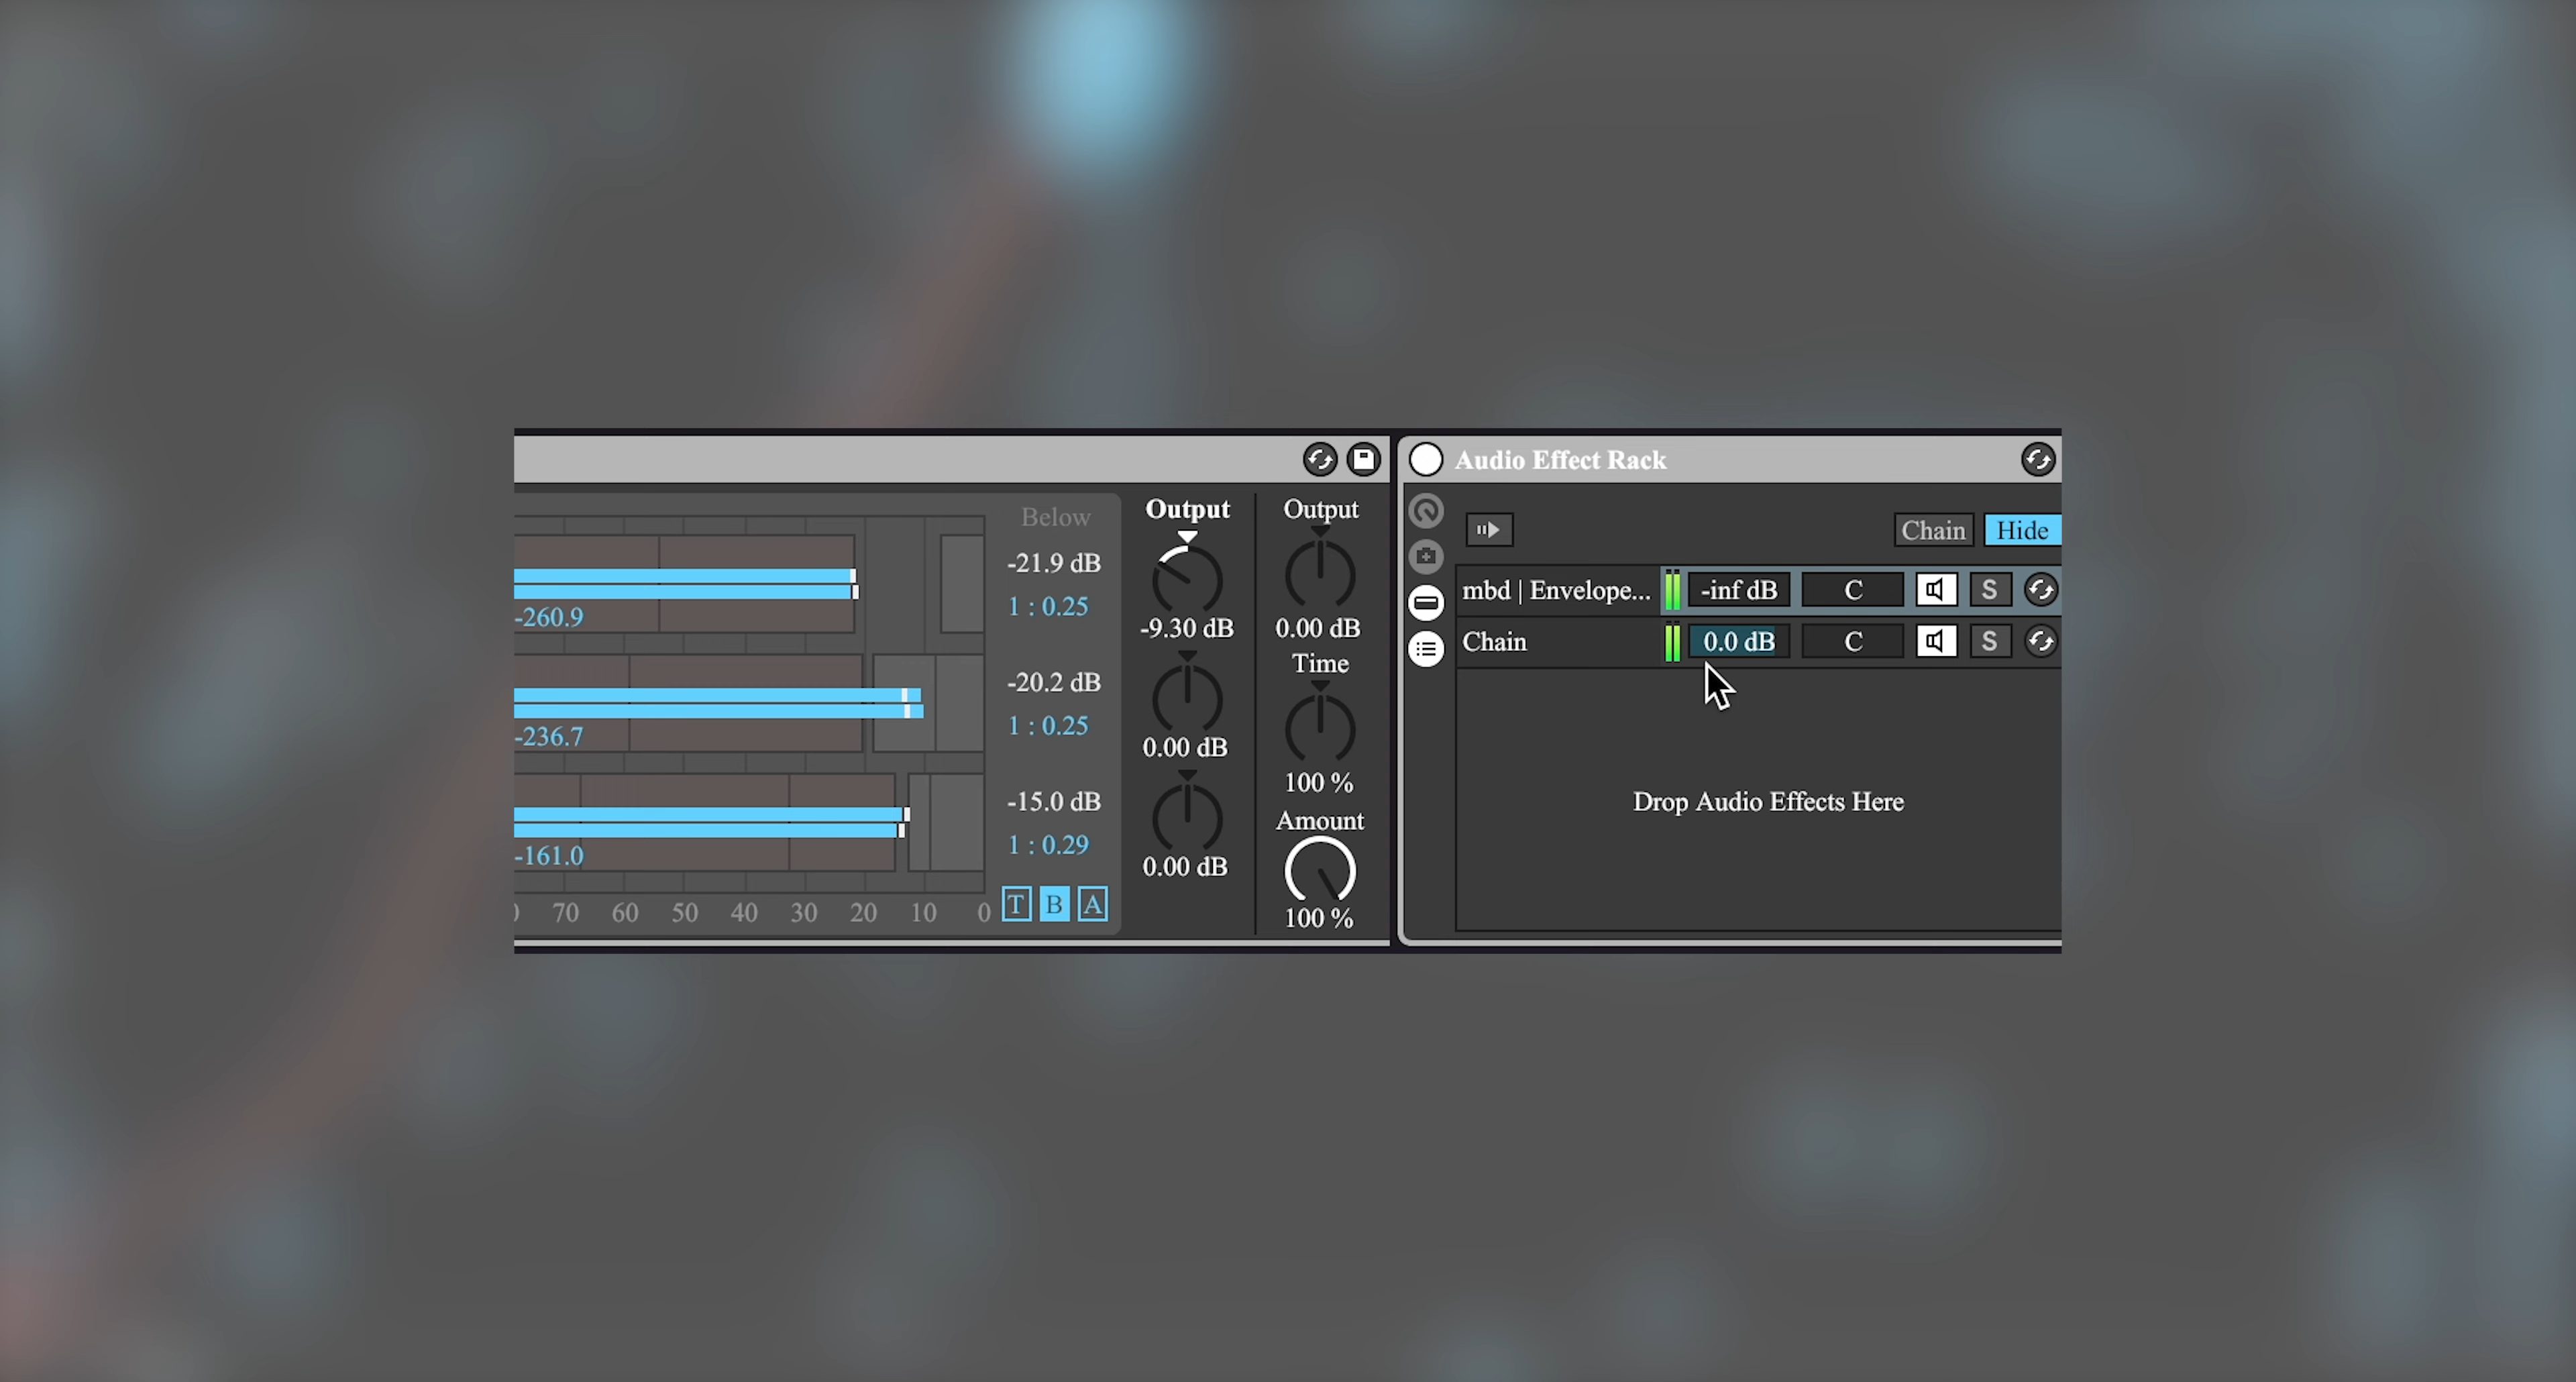 Audio Effect Rack
Below
Output
Output
-21.9 dB
1 : 0.25
-260.9
-9.30 dB
0.00 dB
Time
-20.2 dB
1 : 0.25
-236.7
0.00 dB
100 %
Amount
-15.0 dB
1 : 0.29
-161.0
0.00 dB
100 %
70 60 50 40 30 20 10 0
T B A
Chain Hide
mbd | Envelope... -inf dB C S
Chain 0.0 dB C S
Drop Audio Effects Here